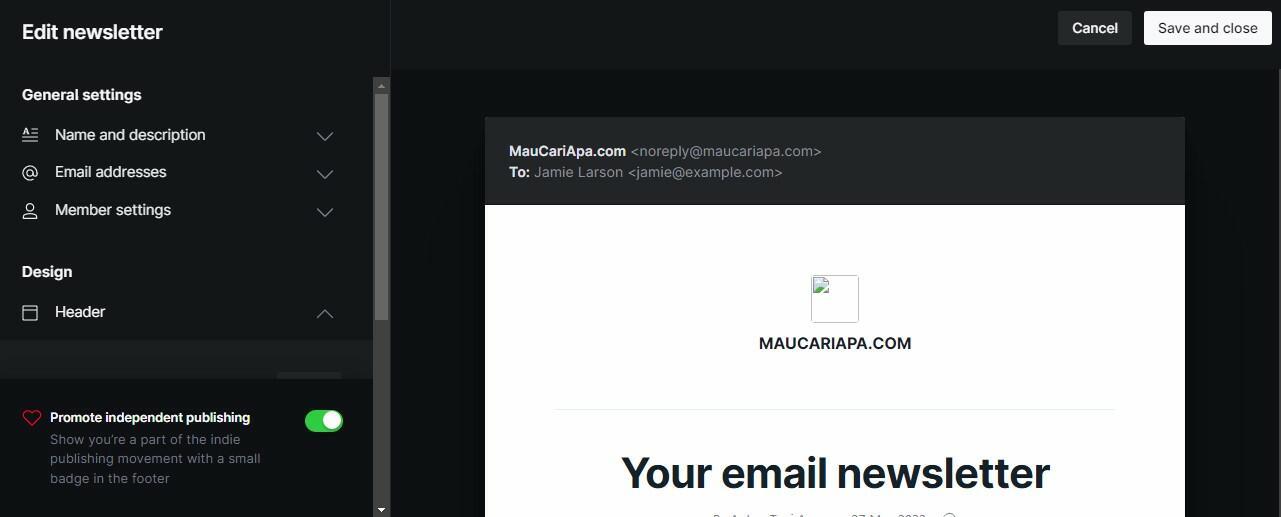 Edit newsletter
Cancel
Save and close
General settings
Name and description
Email addresses
Member settings
Design
Header
Promote independent publishing
Show you're a part of the indie
publishing movement with a small
badge in the footer
MauCariApa.com <noreply@maucariapa.com>
To: Jamie Larson <jamie@example.com>
MAUCARIAPA.COM
Your email newsletter